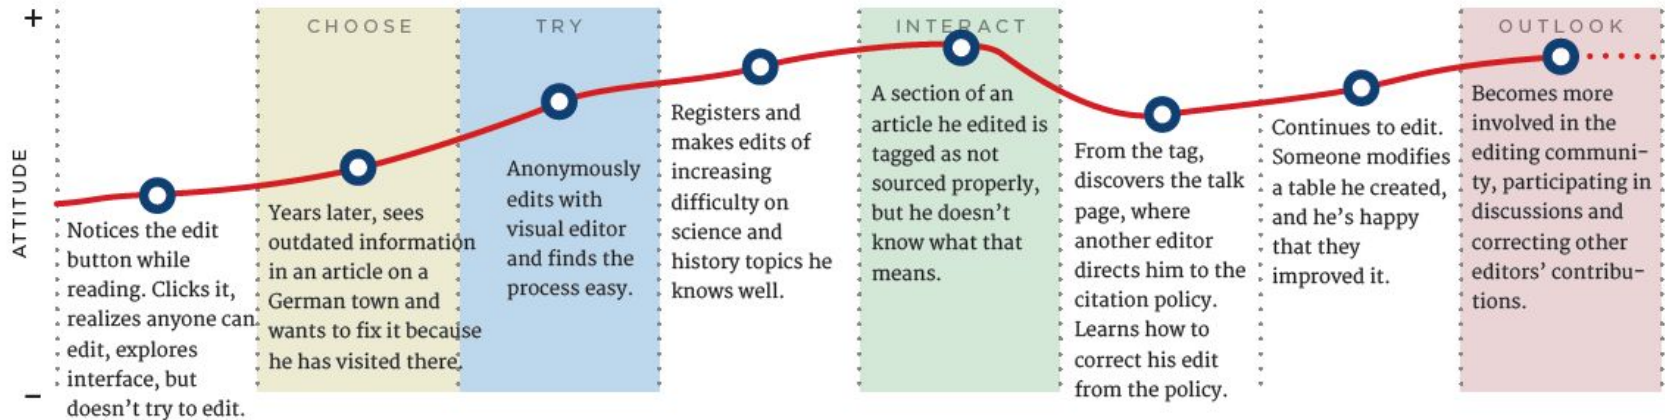 +
ATTITUDE
–
Notices the edit
button while
reading. Clicks it,
realizes anyone can
edit, explores
interface, but
doesn’t try to edit.
CHOOSE
Years later, sees
outdated information
in an article on a
German town and
wants to fix it because
he has visited there.
TRY
Anonymously
edits with
visual editor
and finds the
process easy.
Registers and
makes edits of
increasing
difficulty on
science and
history topics he
knows well.
INTERACT
A section of an
article he edited is
tagged as not
sourced properly,
but he doesn’t
know what that
means.
From the tag,
discovers the talk
page, where
another editor
directs him to the
citation policy.
Learns how to
correct his edit
from the policy.
Continues to edit.
Someone modifies
a table he created,
and he’s happy
that they
improved it.
OUTLOOK
Becomes more
involved in the
editing communi-
ty, participating in
discussions and
correcting other
editors’ contribu-
tions.